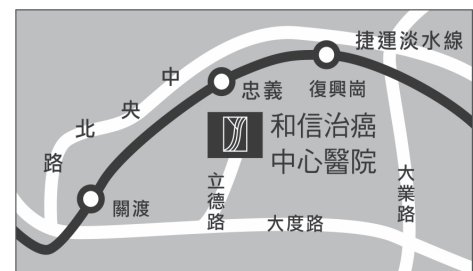 捷運淡水線
忠義
復興崗
中央北路
和信治癌
中心醫院
立德路
大業路
關渡
大度路